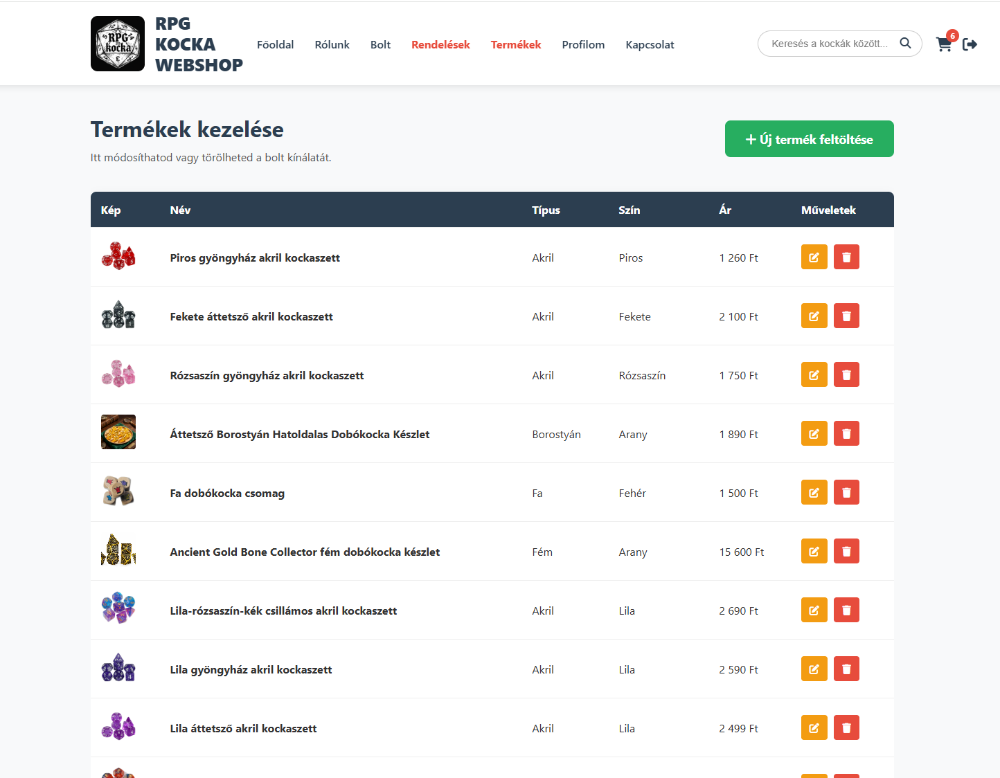 RPG
kocka
RPG
KOCKA
WEBSHOP
Főoldal
Rólunk
Bolt
Rendelések
Termékek
Profilom
Kapcsolat
Keresés a kockák között...
6
Termékek kezelése
Itt módosíthatod vagy törölheted a bolt kínálatát.
Új termék feltöltése
Kép Név Típus Szín Ár Műveletek
Piros gyöngyház akril kockaszett Akril Piros 1 260 Ft
Fekete áttetsző akril kockaszett Akril Fekete 2 100 Ft
Rózsaszín gyöngyház akril kockaszett Akril Rózsaszín 1 750 Ft
Áttetsző Borostyán Hatoldalas Dobókocka Készlet Borostyán Arany 1 890 Ft
Fa dobókocka csomag Fa Fehér 1 500 Ft
Ancient Gold Bone Collector fém dobókocka készlet Fém Arany 15 600 Ft
Lila-rózsaszín-kék csillámos akril kockaszett Akril Lila 2 690 Ft
Lila gyöngyház akril kockaszett Akril Lila 2 590 Ft
Lila áttetsző akril kockaszett Akril Lila 2 499 Ft